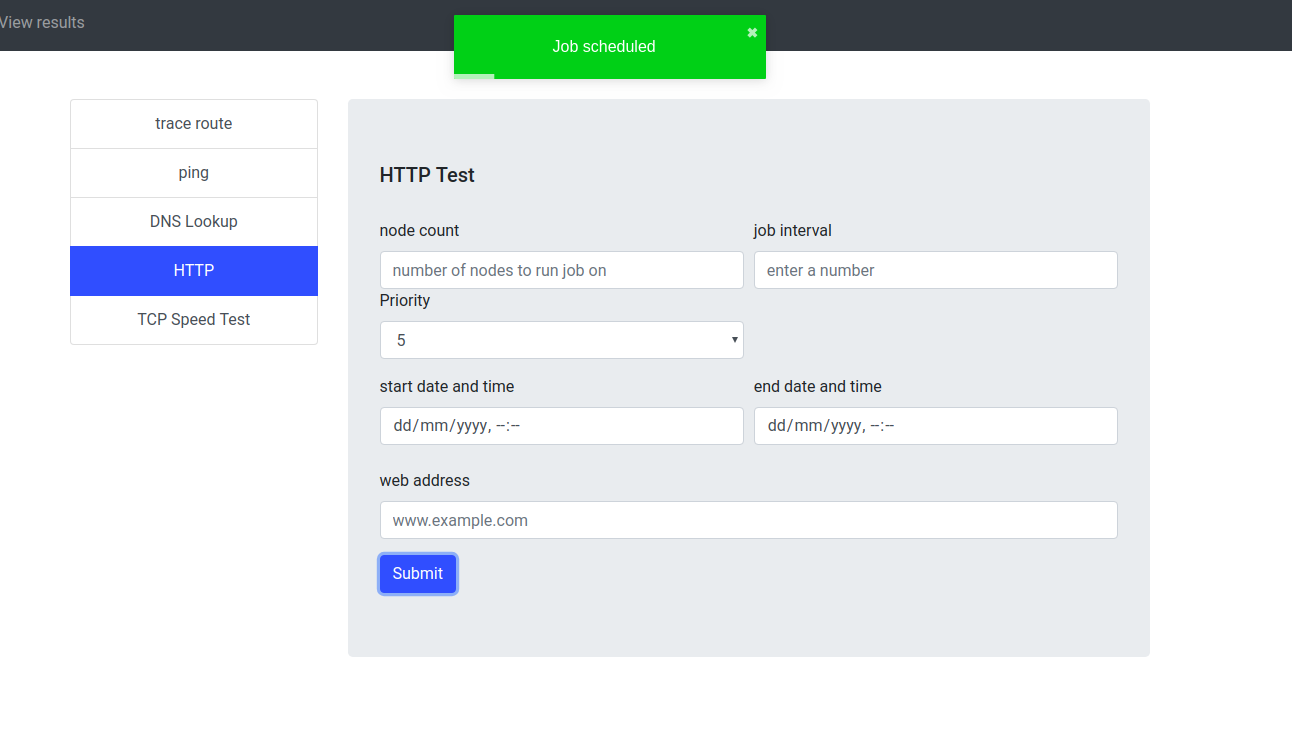 View results
Job scheduled
✖
trace route
ping
DNS Lookup
HTTP
TCP Speed Test
HTTP Test
node count
job interval
number of nodes to run job on
enter a number
Priority
5
start date and time
end date and time
dd/mm/yyyy, --:--
dd/mm/yyyy, --:--
web address
www.example.com
Submit